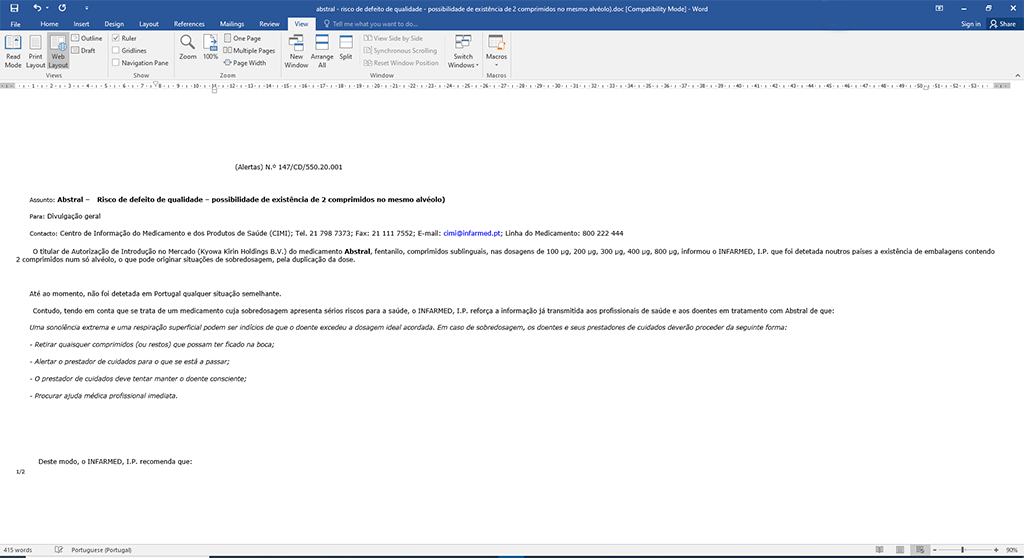 abstral - risco de defeito de qualidade - possibilidade de existência de 2 comprimidos no mesmo alvéolo).doc [Compatibility Mode] - Word
File Home Insert Design Layout References Mailings Review View Tell me what you want to do... Sign in Share
Read Mode
Print Layout
Web Layout
Outline
Draft
Views
Ruler
Gridlines
Navigation Pane
Show
Zoom
100%
One Page
Multiple Pages
Page Width
Zoom
New Window
Arrange All
Split
View Side by Side
Synchronous Scrolling
Reset Window Position
Window
Switch Windows
Macros
Macros
(Alertas) N.º 147/CD/550.20.001
Assunto: Abstral – Risco de defeito de qualidade – possibilidade de existência de 2 comprimidos no mesmo alvéolo)
Para: Divulgação geral
Contacto: Centro de Informação do Medicamento e dos Produtos de Saúde (CIMI); Tel. 21 798 7373; Fax: 21 111 7552; E-mail: cimi@infarmed.pt; Linha do Medicamento: 800 222 444
O titular de Autorização de Introdução no Mercado (Kyowa Kirin Holdings B.V.) do medicamento Abstral, fentanilo, comprimidos sublinguais, nas dosagens de 100 µg, 200 µg, 300 µg, 400 µg, 800 µg, informou o INFARMED, I.P. que foi detetada noutros países a existência de embalagens contendo
2 comprimidos num só alvéolo, o que pode originar situações de sobredosagem, pela duplicação da dose.
Até ao momento, não foi detetada em Portugal qualquer situação semelhante.
Contudo, tendo em conta que se trata de um medicamento cuja sobredosagem apresenta sérios riscos para a saúde, o INFARMED, I.P. reforça a informação já transmitida aos profissionais de saúde e aos doentes em tratamento com Abstral de que:
Uma sonolência extrema e uma respiração superficial podem ser indícios de que o doente excedeu a dosagem ideal acordada. Em caso de sobredosagem, os doentes e seus prestadores de cuidados deverão proceder da seguinte forma:
- Retirar quaisquer comprimidos (ou restos) que possam ter ficado na boca;
- Alertar o prestador de cuidados para o que se está a passar;
- O prestador de cuidados deve tentar manter o doente consciente;
- Procurar ajuda médica profissional imediata.
Deste modo, o INFARMED, I.P. recomenda que:
1/2
415 words Portuguese (Portugal) 90%